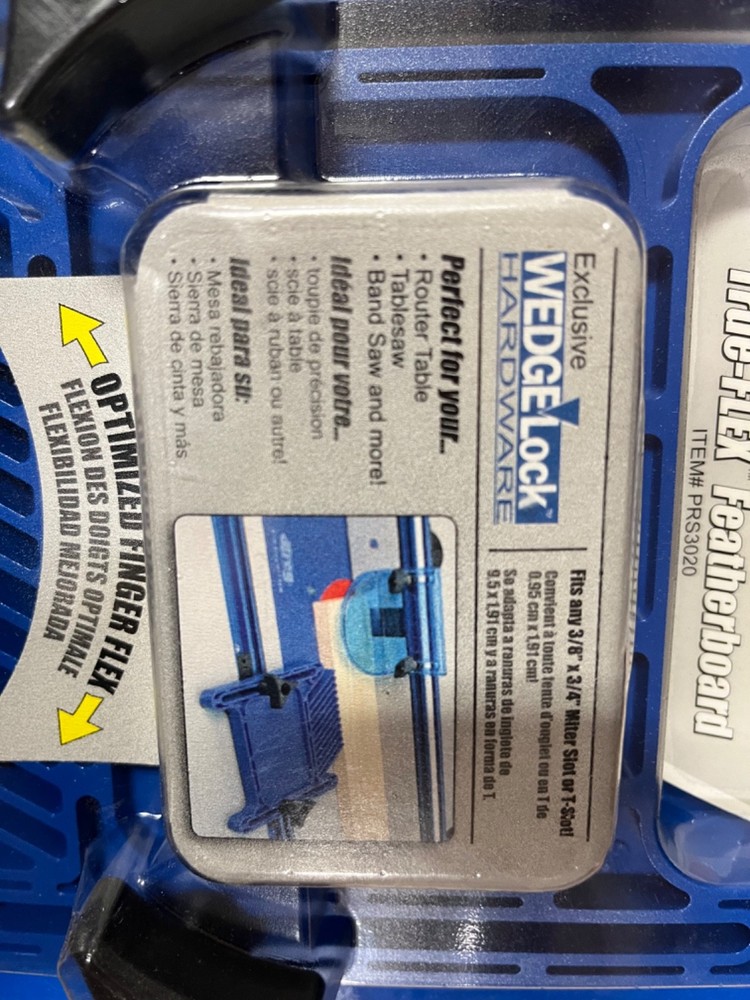 True-FLEX™ Featherboard
ITEM# PRS3020
Exclusive
WEDGELock™
HARDWARE
Fits any 3/8" x 3/4" Miter Slot or T-Slot!
Convient à toute fente d'onglet ou en T de
0,95 cm x 1,91 cm!
Se adapta a ranuras de inglete de
9,5 x 1,91 cm y a ranuras en forma de T.
Perfect for your...
• Router Table
• Tablesaw
• Band Saw and more!
Idéal pour votre...
• toupie de précision
• scie à table
• scie à ruban ou autre!
Ideal para su:
• Mesa rebajadora
• Sierra de mesa
• Sierra de cinta y más
OPTIMIZED FINGER FLEX
FLEXION DES DOIGTS OPTIMALE
FLEXIBILIDAD MEJORADA